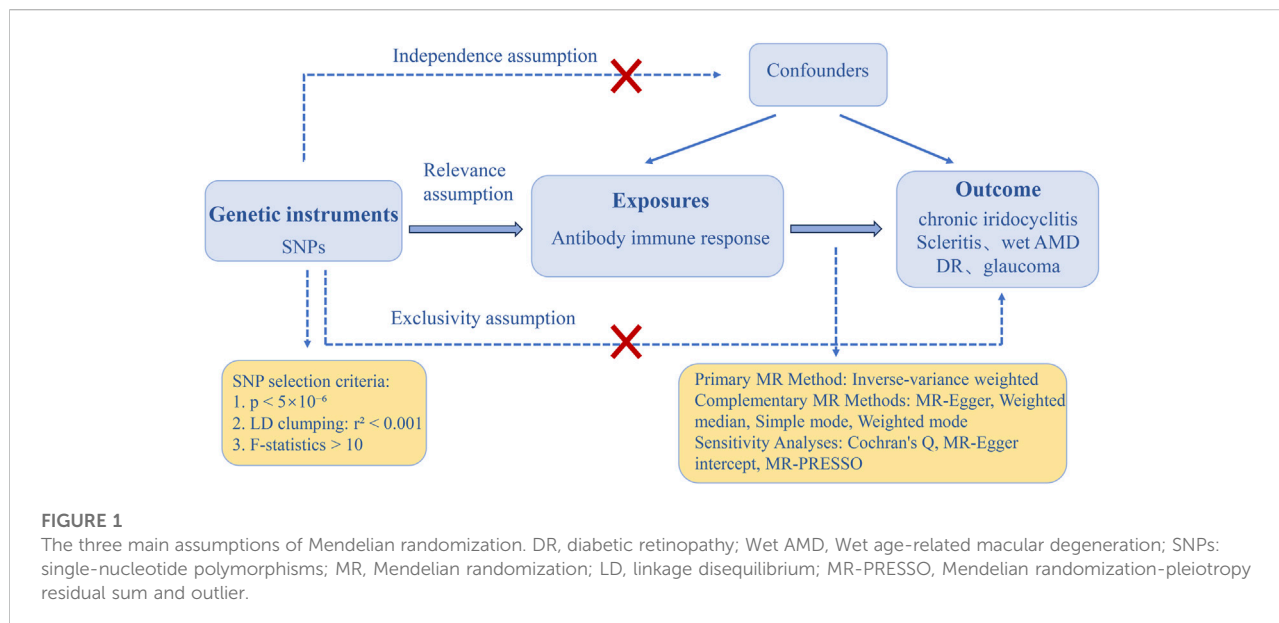 Independence assumption
Confounders
Relevance
assumption
Genetic instruments
SNPs
Exposures
Antibody immune response
Outcome
chronic iridocyclitis
Scleritis、wet AMD
DR、glaucoma
Exclusivity assumption
SNP selection criteria:
1. p < 5×10⁻⁶
2. LD clumping: r² < 0.001
3. F-statistics > 10
Primary MR Method: Inverse-variance weighted
Complementary MR Methods: MR-Egger, Weighted
median, Simple mode, Weighted mode
Sensitivity Analyses: Cochran's Q, MR-Egger
intercept, MR-PRESSO
FIGURE 1
The three main assumptions of Mendelian randomization. DR, diabetic retinopathy; Wet AMD, Wet age-related macular degeneration; SNPs:
single-nucleotide polymorphisms; MR, Mendelian randomization; LD, linkage disequilibrium; MR-PRESSO, Mendelian randomization-pleiotropy
residual sum and outlier.